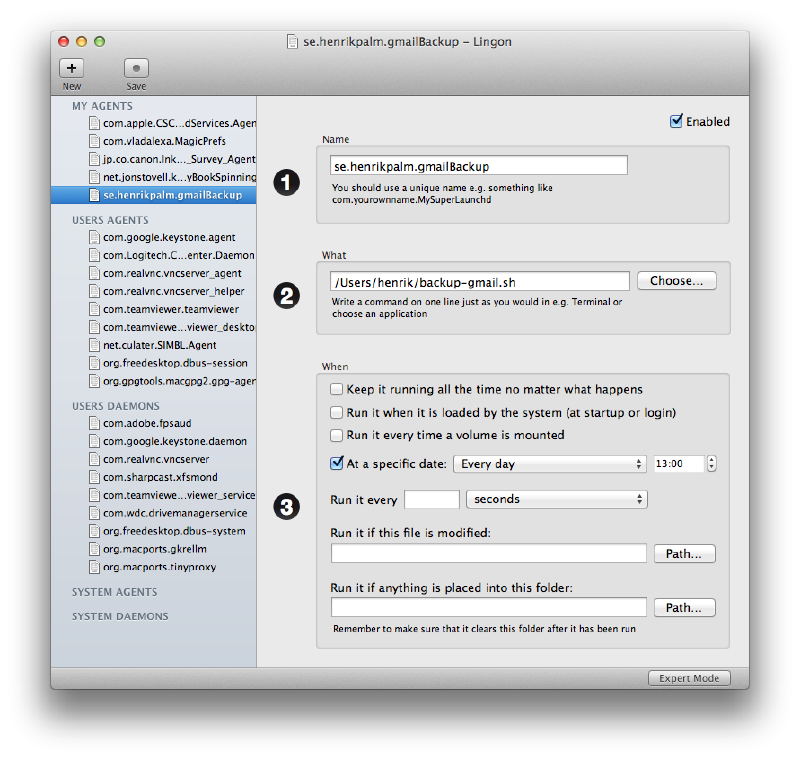 se.henrikpalm.gmailBackup – Lingon
New
Save
MY AGENTS
com.apple.CSC...dServices.Agen
com.vladalexa.MagicPrefs
jp.co.canon.Ink..._Survey_Agent
net.jonstovell.k...yBookSpinning
se.henrikpalm.gmailBackup
USERS AGENTS
com.google.keystone.agent
com.Logitech.C...enter.Daemon
com.realvnc.vncserver_agent
com.realvnc.vncserver_helper
com.teamviewer.teamviewer
com.teamviewe...viewer_deskto
net.culater.SIMBL.Agent
org.freedesktop.dbus-session
org.gpgtools.macgpg2.gpg-agen
USERS DAEMONS
com.adobe.fpsaud
com.google.keystone.daemon
com.realvnc.vncserver
com.sharpcast.xfsmond
com.teamviewe...viewer_service
com.wdc.drivemanagerservice
org.freedesktop.dbus-system
org.macports.gkrellm
org.macports.tinyproxy
SYSTEM AGENTS
SYSTEM DAEMONS
Enabled
Name
1
se.henrikpalm.gmailBackup
You should use a unique name e.g. something like
com.yourownname.MySuperLaunchd
What
2
/Users/henrik/backup-gmail.sh
Choose...
Write a command on one line just as you would in e.g. Terminal or
choose an application
When
3
Keep it running all the time no matter what happens
Run it when it is loaded by the system (at startup or login)
Run it every time a volume is mounted
At a specific date: Every day 13:00
Run it every seconds
Run it if this file is modified:
Path...
Run it if anything is placed into this folder:
Path...
Remember to make sure that it clears this folder after it has been run
Expert Mode